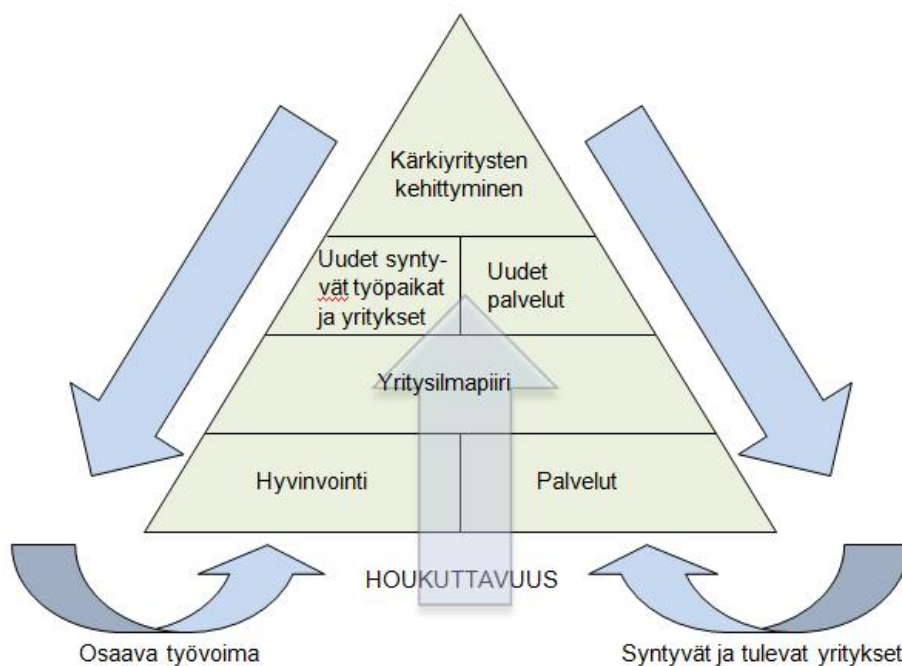 Kärkiyritysten
kehittyminen
Uudet synty-
vät työpaikat
ja yritykset
Uudet
palvelut
Yritysilmapiiri
Hyvinvointi
Palvelut
HOUKUTTAVUUS
Osaava työvoima
Syntyvät ja tulevat yritykset